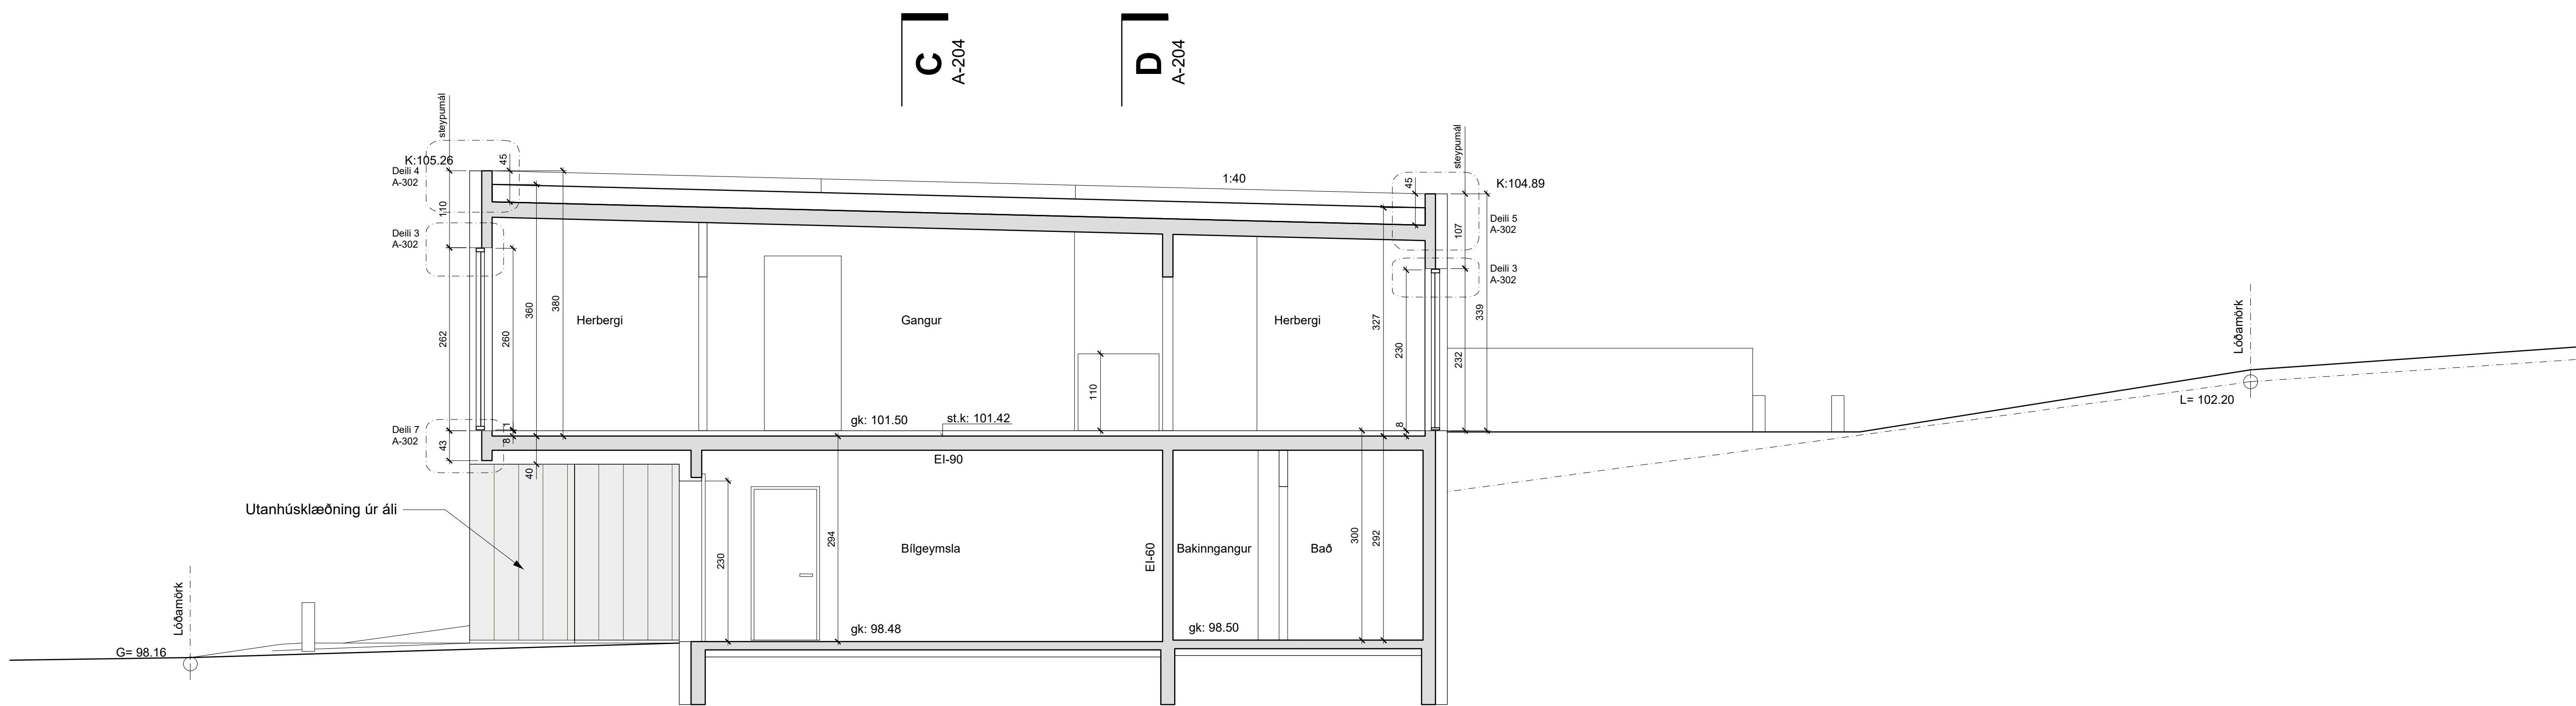 C
A-204
D
A-204
steypumál
steypumál
K:105.26
45
Deili 4
A-302
1:40
45
K:104.89
110
Deili 3
A-302
Deili 5
A-302
107
Deili 3
A-302
262
260
360
380
Herbergi
Gangur
Herbergi
327
230
232
339
Lóðamörk
L= 102.20
110
gk: 101.50
st.k: 101.42
8
Deili 7
A-302
43
8
1
40
EI-90
Utanhúsklæðning úr áli
230
294
Bílgeymsla
EI-60
Bakinngangur
Bað
300
292
Lóðamörk
G= 98.16
gk: 98.48
gk: 98.50